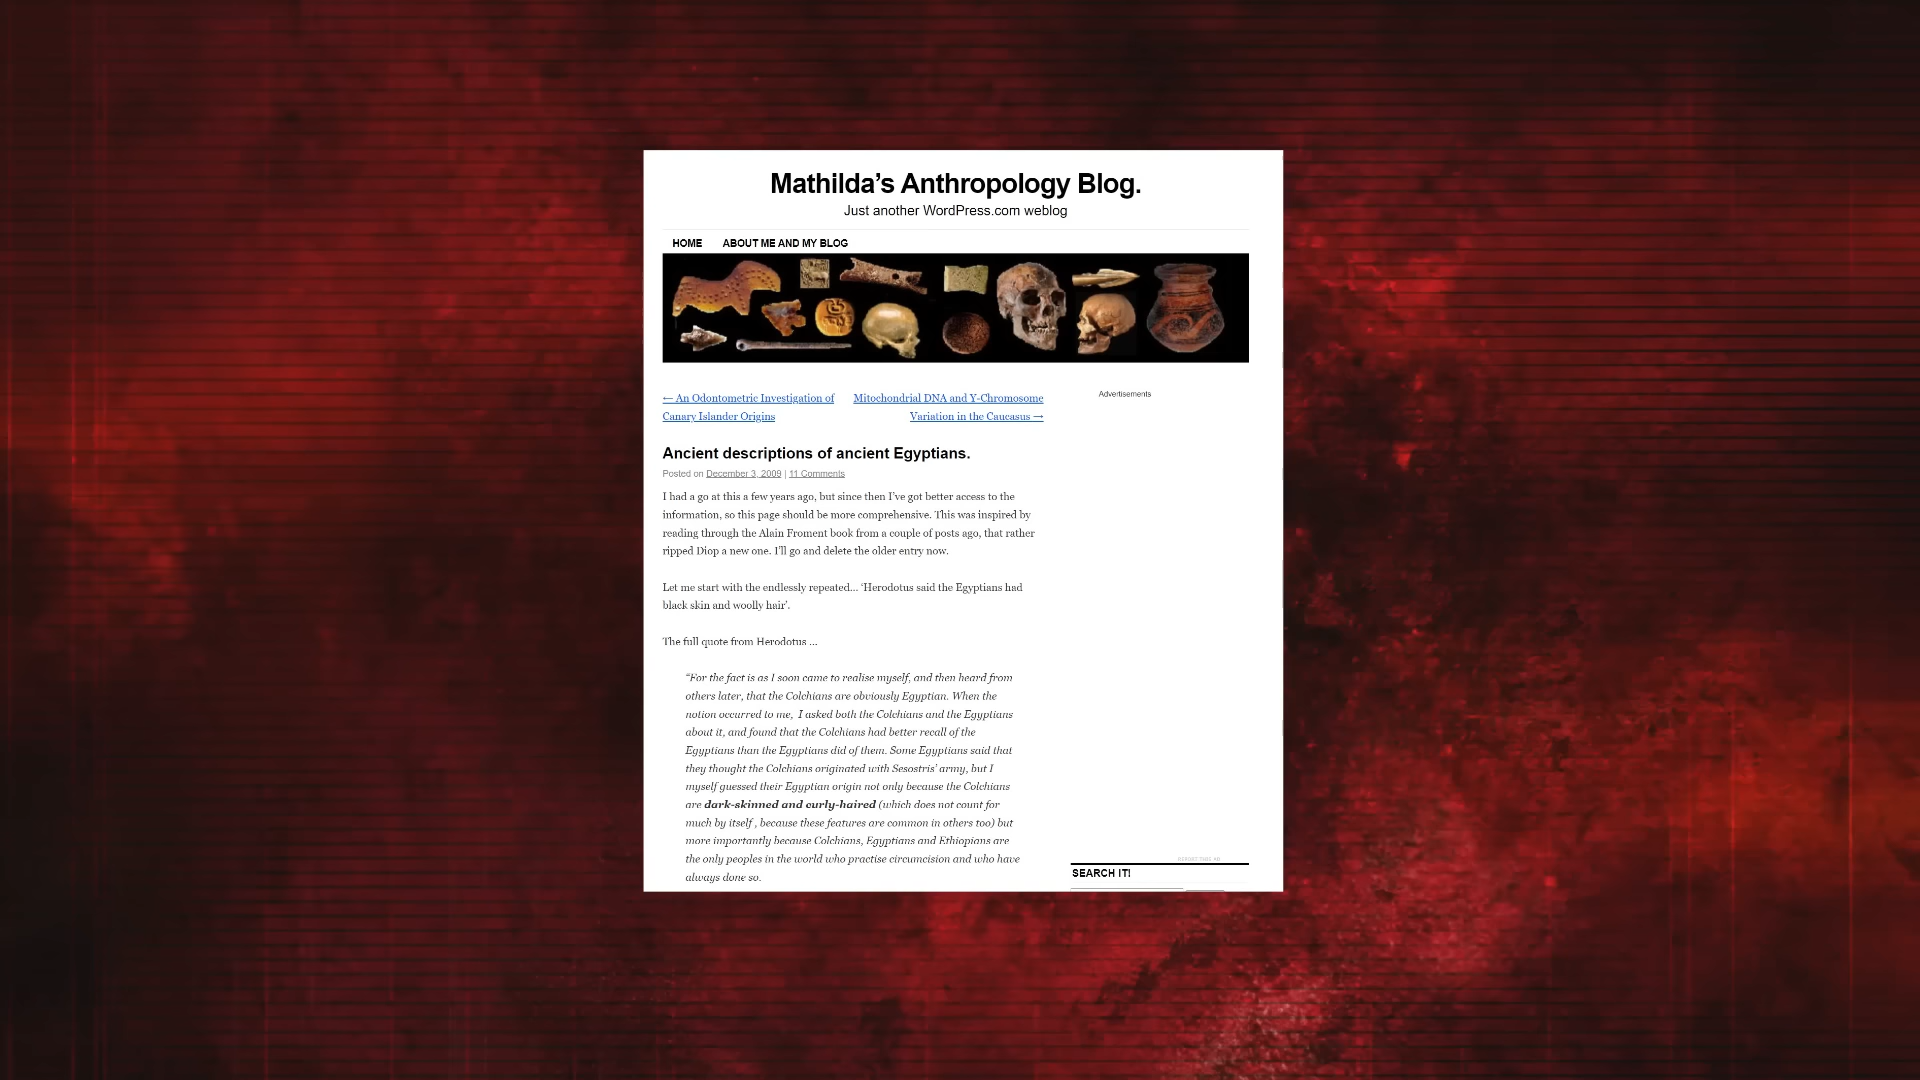 Mathilda’s Anthropology Blog.
Just another WordPress.com weblog
HOME ABOUT ME AND MY BLOG
← An Odontometric Investigation of
Canary Islander Origins
Mitochondrial DNA and Y-Chromosome
Variation in the Caucasus →
Advertisements
Ancient descriptions of ancient Egyptians.
Posted on December 3, 2009 | 11 Comments
I had a go at this a few years ago, but since then I’ve got better access to the
information, so this page should be more comprehensive. This was inspired by
reading through the Alain Froment book from a couple of posts ago, that rather
ripped Diop a new one. I’ll go and delete the older entry now.
Let me start with the endlessly repeated… ‘Herodotus said the Egyptians had
black skin and woolly hair’.
The full quote from Herodotus …
“For the fact is as I soon came to realise myself, and then heard from
others later, that the Colchians are obviously Egyptian. When the
notion occurred to me,  I asked both the Colchians and the Egyptians
about it, and found that the Colchians had better recall of the
Egyptians than the Egyptians did of them. Some Egyptians said that
they thought the Colchians originated with Sesostris’ army, but I
myself guessed their Egyptian origin not only because the Colchians
are dark-skinned and curly-haired (which does not count for
much by itself , because these features are common in others too) but
more importantly because Colchians, Egyptians and Ethiopians are
the only peoples in the world who practise circumcision and who have
always done so.
REPORT THIS AD
SEARCH IT!